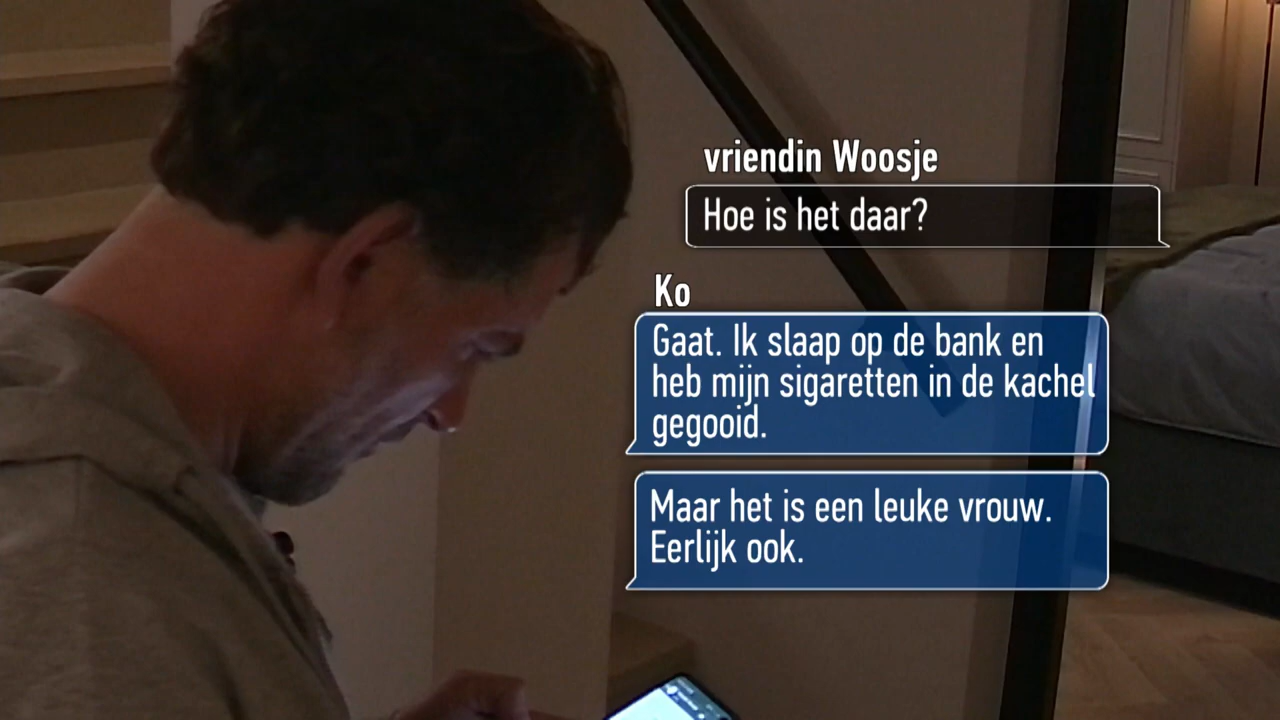 vriendin Woosje
Hoe is het daar?
Ko
Gaat. Ik slaap op de bank en
heb mijn sigaretten in de kachel
gegooid.
Maar het is een leuke vrouw.
Eerlijk ook.